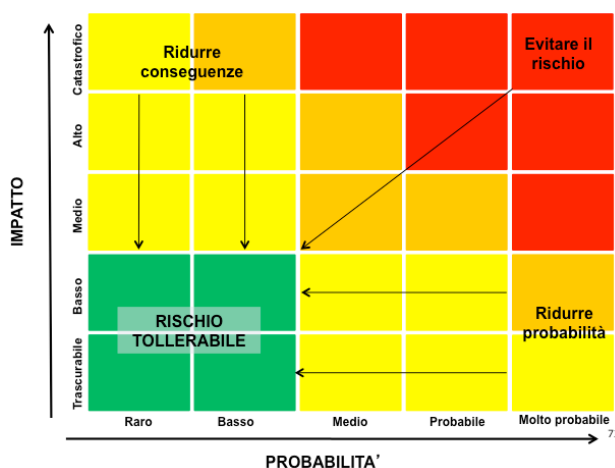 Catastrofico
Ridurre
conseguenze
Evitare il
rischio
Alto
IMPATTO
Medio
Basso
RISCHIO
TOLLERABILE
Ridurre
probabilità
Trascurabile
Raro
Basso
Medio
Probabile
Molto probabile
PROBABILITA'